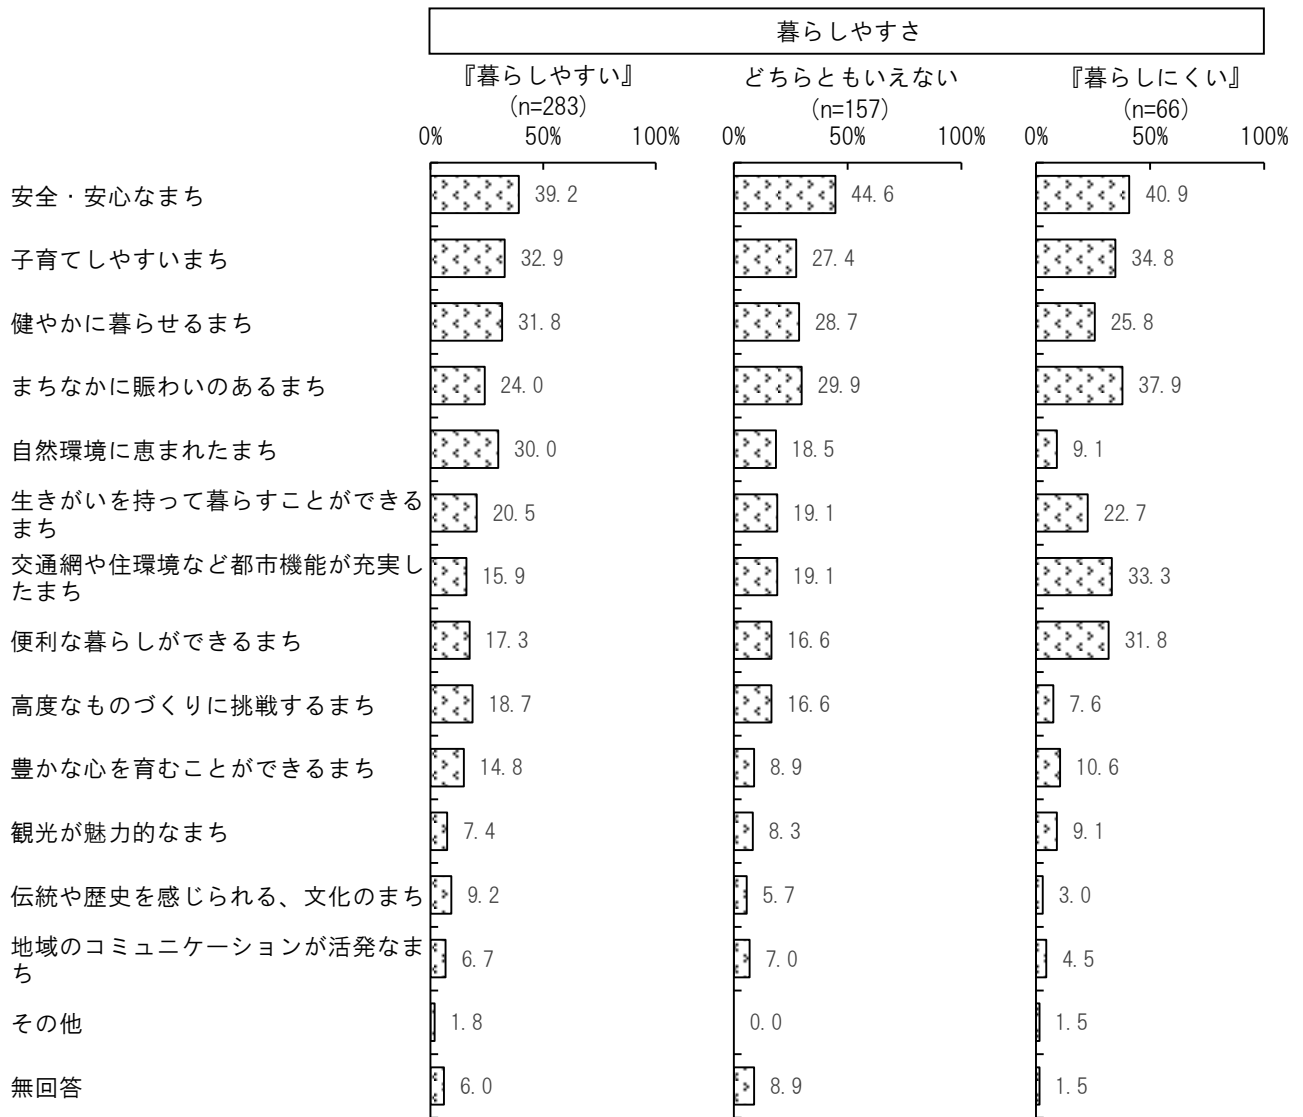 暮らしやすさ
『暮らしやすい』 どちらともいえない 『暮らしにくい』
(n=283) (n=157) (n=66)
0% 50% 100% 0% 50% 100% 0% 50% 100%
安全・安心なまち 39.2 44.6 40.9
子育てしやすいまち 32.9 27.4 34.8
健やかに暮らせるまち 31.8 28.7 25.8
まちなかに賑わいのあるまち 24.0 29.9 37.9
自然環境に恵まれたまち 30.0 18.5 9.1
生きがいを持って暮らすことができる
まち 20.5 19.1 22.7
交通網や住環境など都市機能が充実し
たまち 15.9 19.1 33.3
便利な暮らしができるまち 17.3 16.6 31.8
高度なものづくりに挑戦するまち 18.7 16.6 7.6
豊かな心を育むことができるまち 14.8 8.9 10.6
観光が魅力的なまち 7.4 8.3 9.1
伝統や歴史を感じられる、文化のまち 9.2 5.7 3.0
地域のコミュニケーションが活発なま
ち 6.7 7.0 4.5
その他 1.8 0.0 1.5
無回答 6.0 8.9 1.5